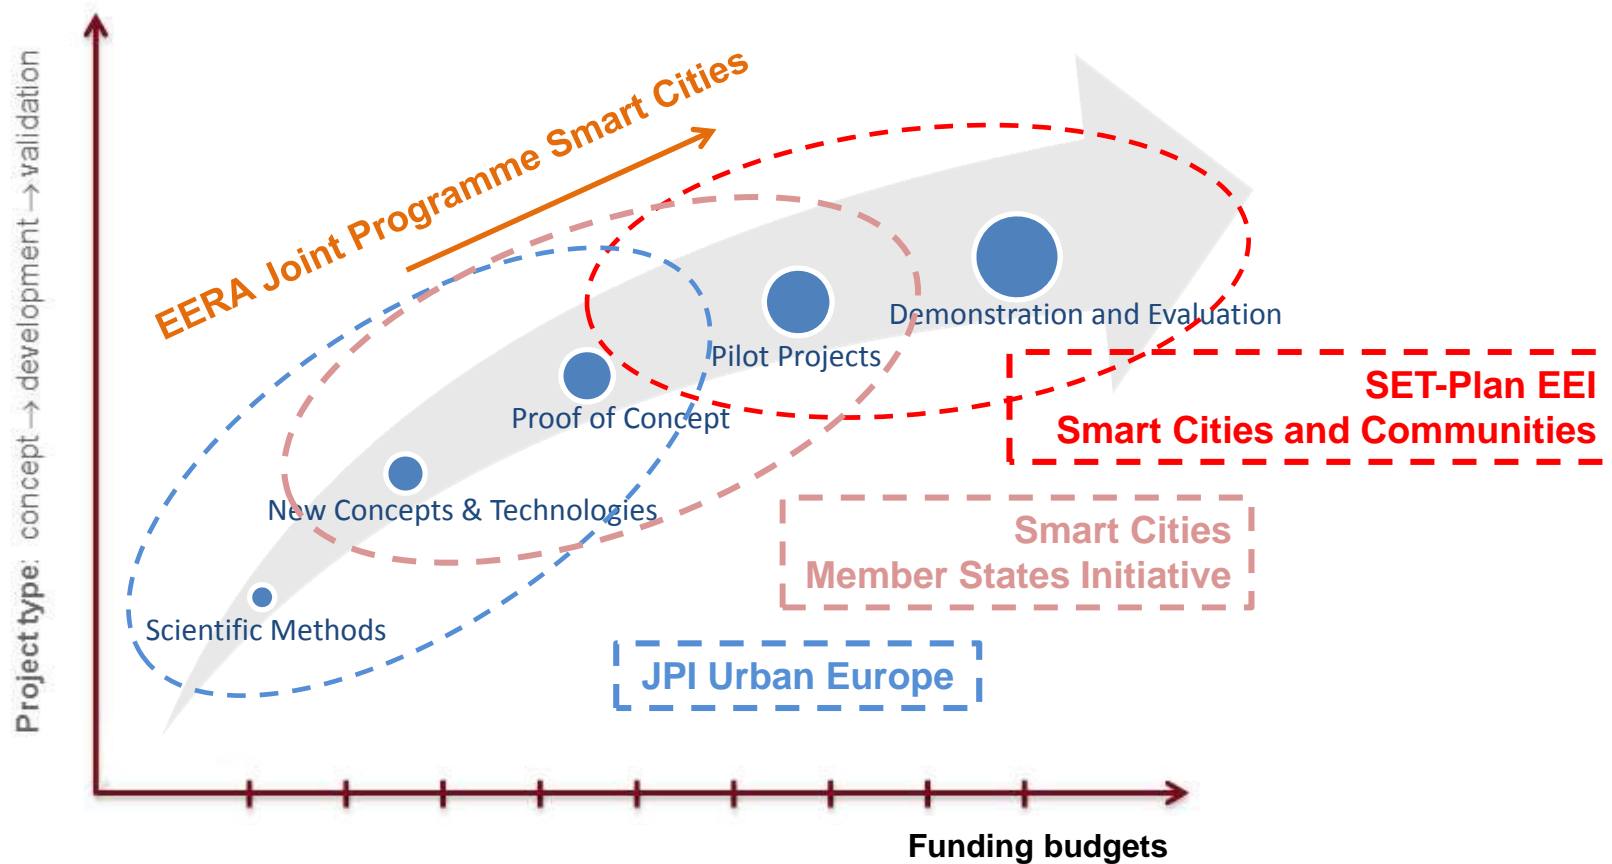 Project type: concept → development → validation
EERA Joint Programme Smart Cities
Demonstration and Evaluation
Pilot Projects
Proof of Concept
New Concepts & Technologies
Scientific Methods
SET-Plan EEI
Smart Cities and Communities
Smart Cities
Member States Initiative
JPI Urban Europe
Funding budgets